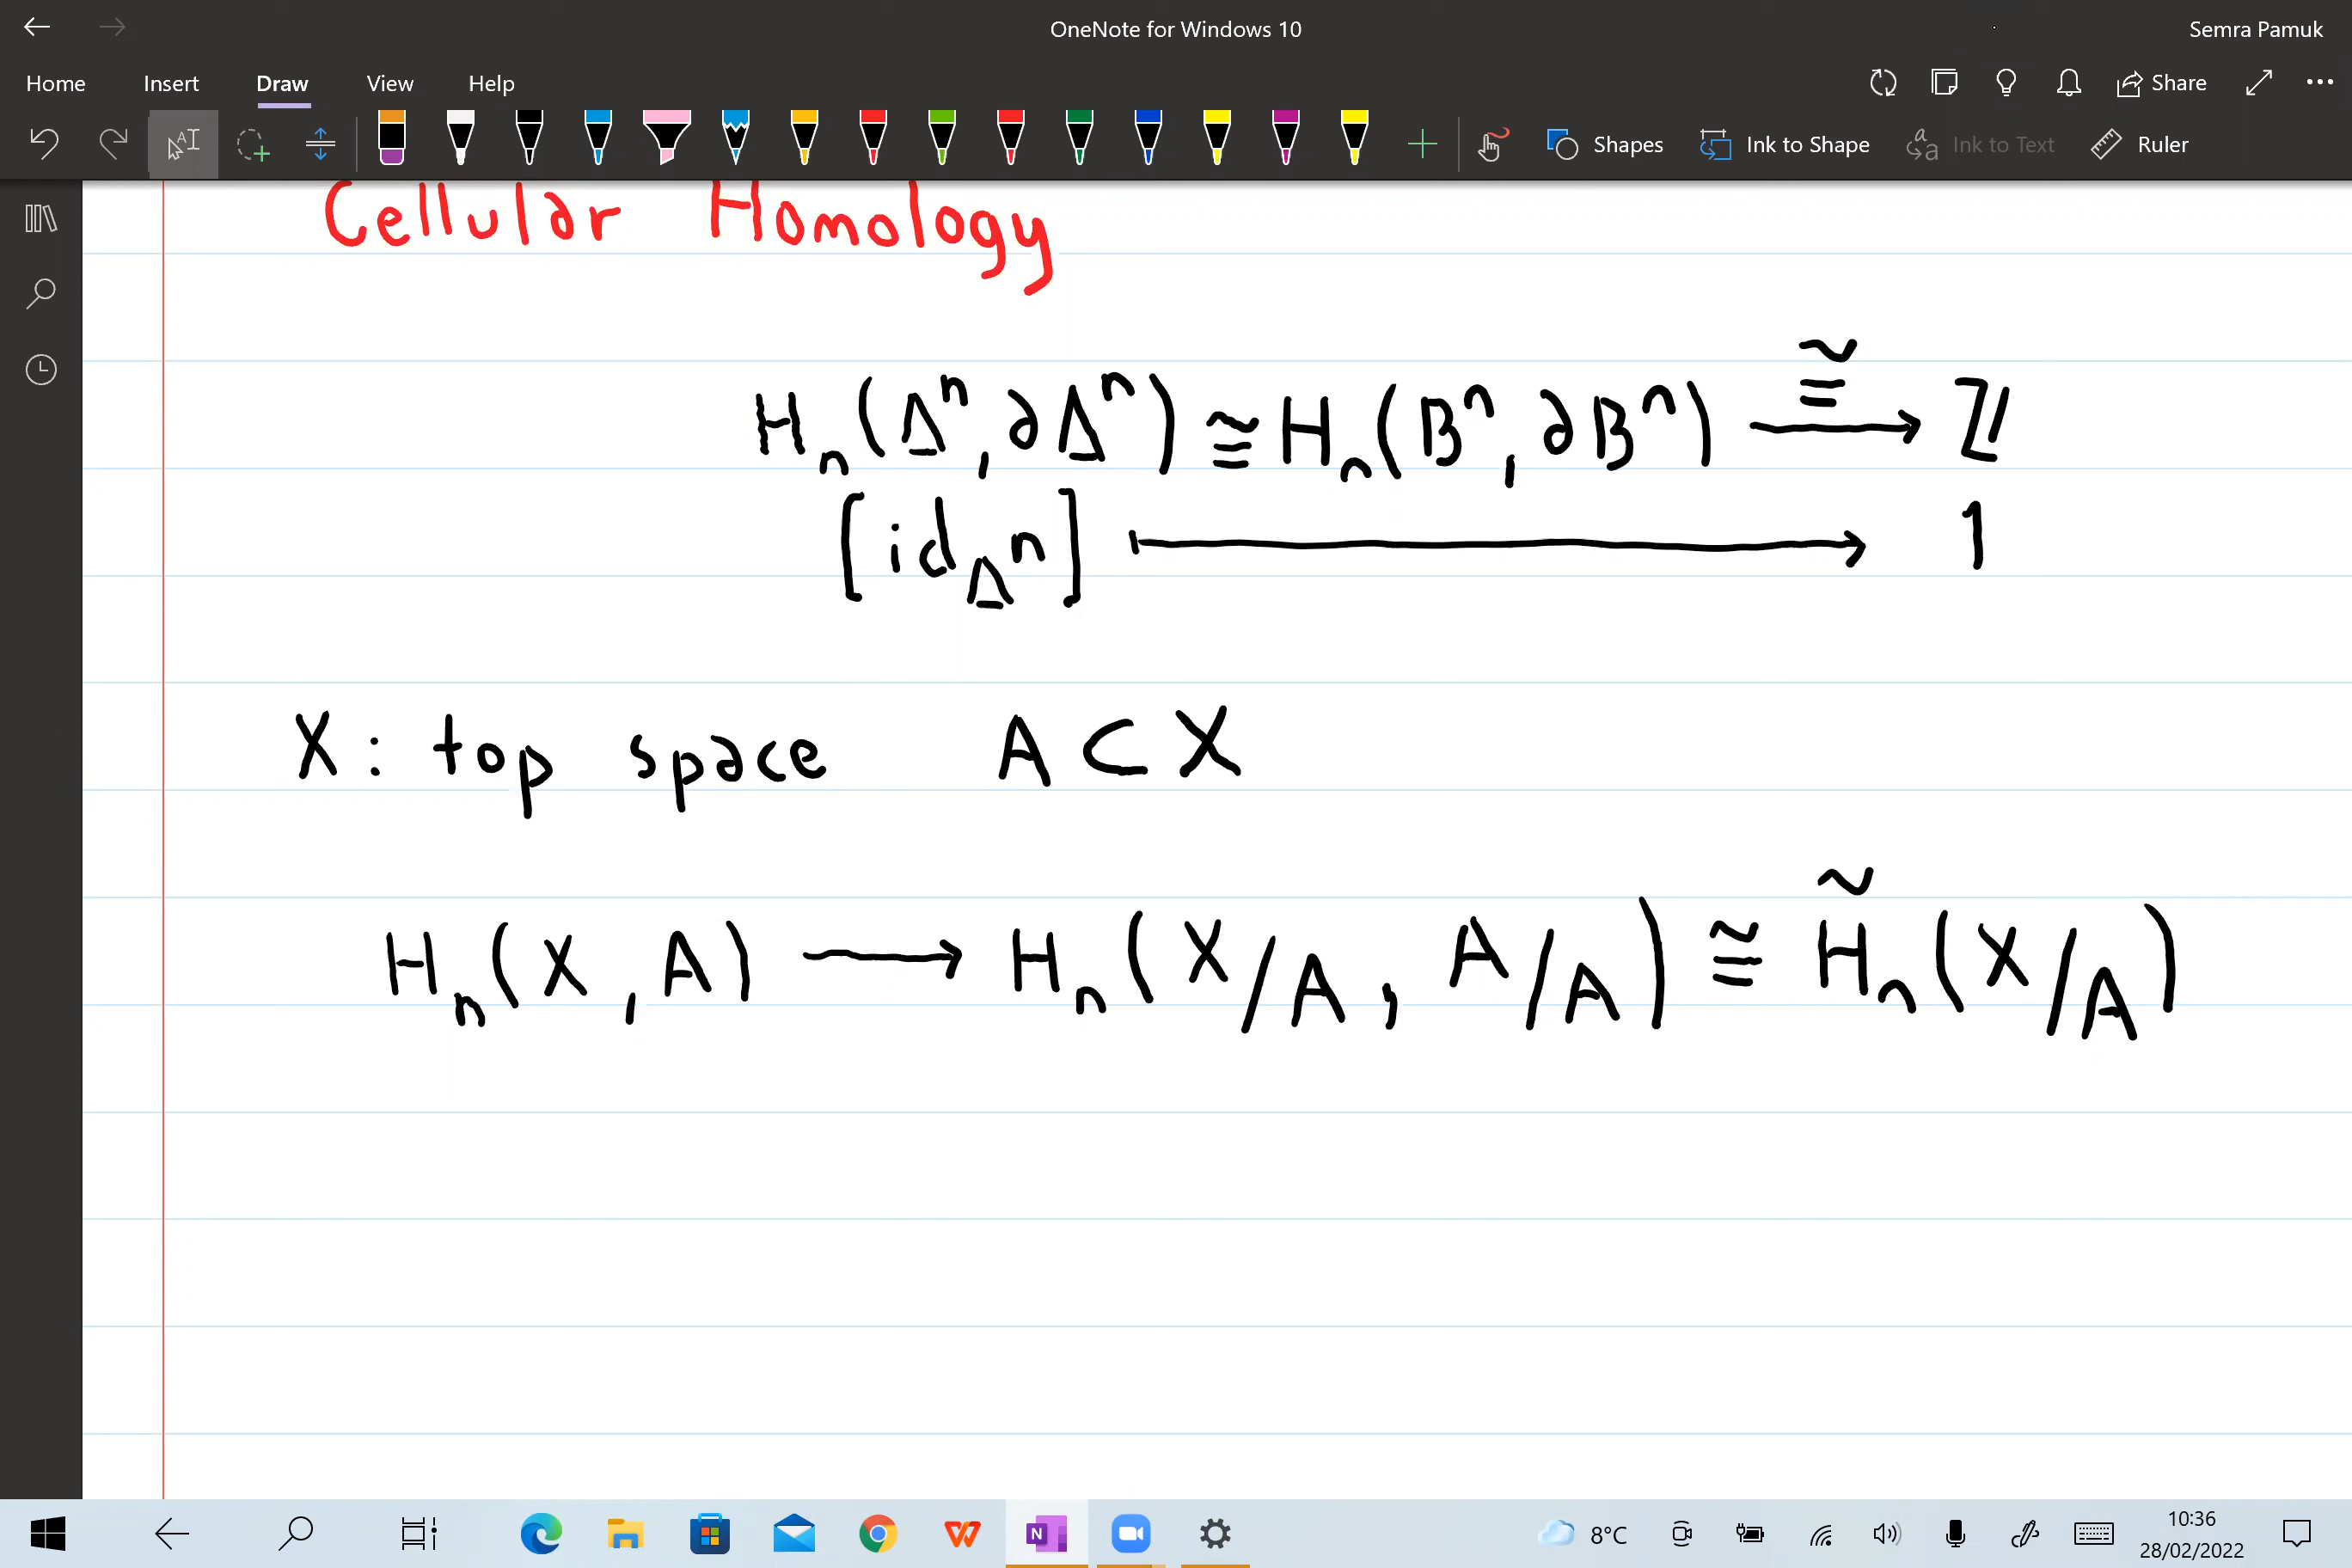 OneNote for Windows 10
Semra Pamuk
Home Insert Draw View Help
Share
Shapes Ink to Shape Ink to Text Ruler
Cellular Homology
Hₙ(Δⁿ, ∂Δⁿ) ≅ Hₙ(Bⁿ, ∂Bⁿ) ≅⟶ ℤ
[id_Δⁿ] ⟼ 1
X : top space A ⊂ X
Hₙ(X, A) ⟶ Hₙ(X/A, A/A) ≅ H̃ₙ(X/A)
8°C
10:36
28/02/2022